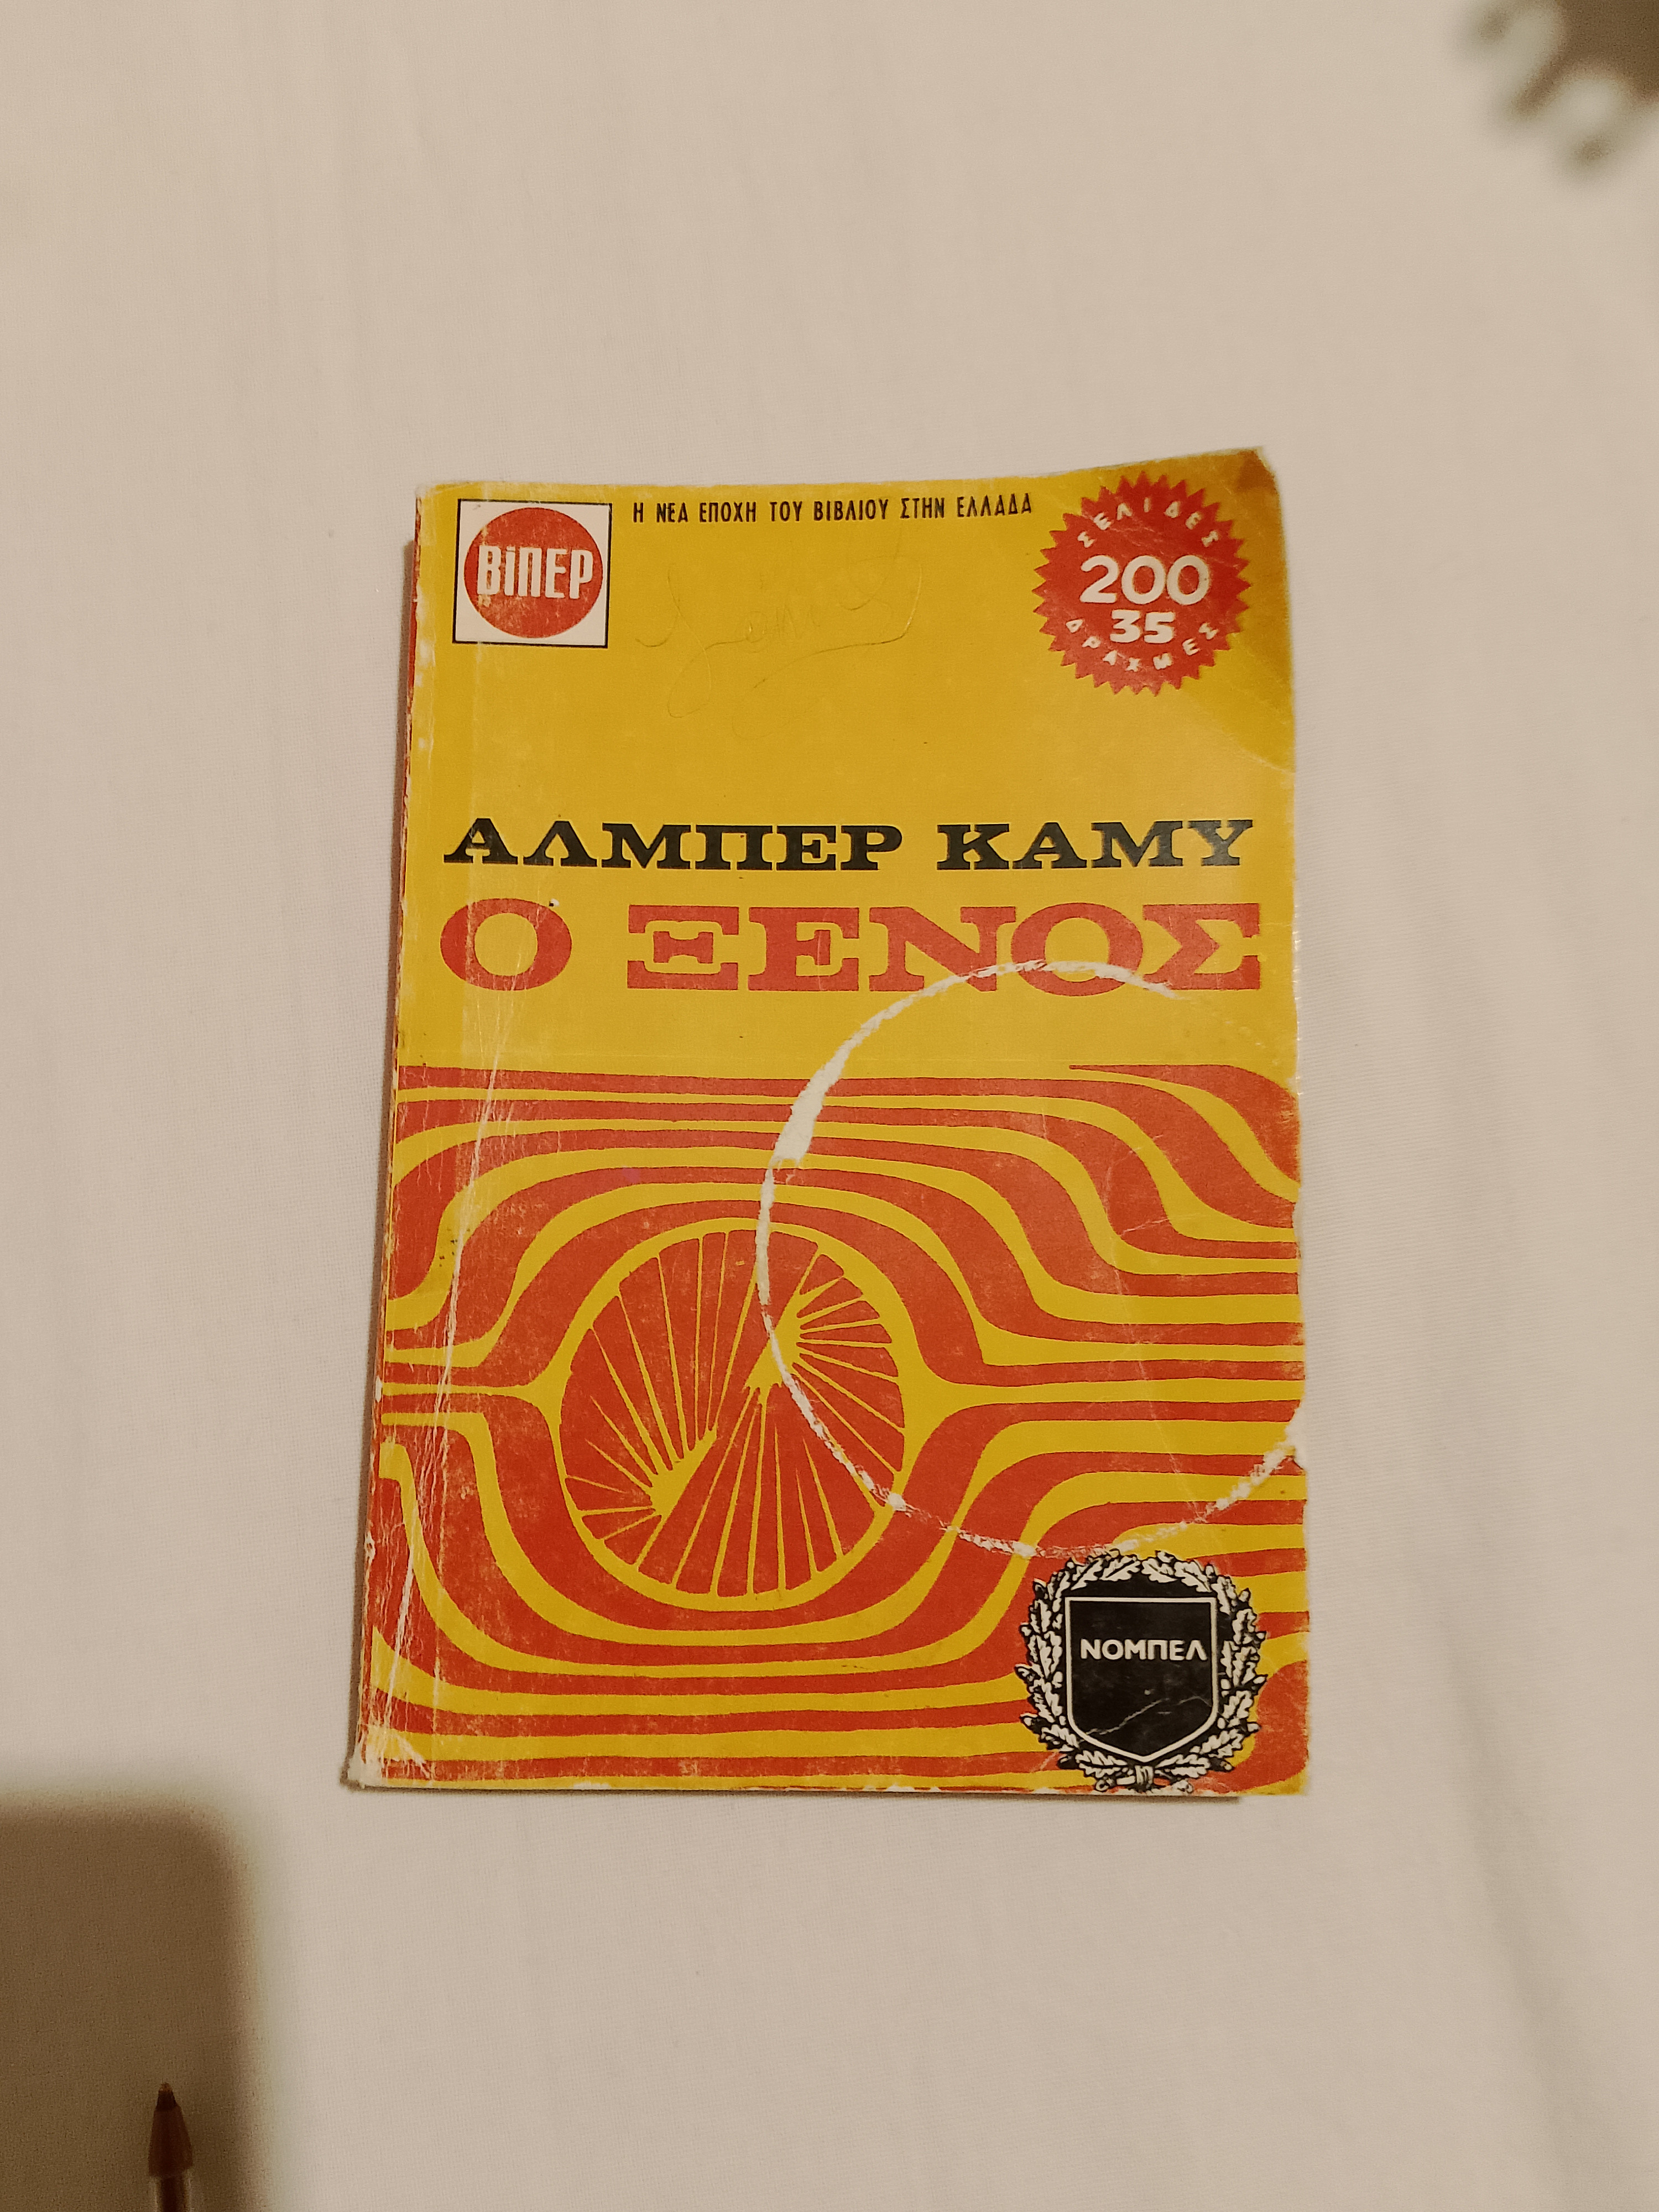 ΒΙΠΕΡ
Η ΝΕΑ ΕΠΟΧΗ ΤΟΥ ΒΙΒΛΙΟΥ ΣΤΗΝ ΕΛΛΑΔΑ
ΣΕΛΙΔΕΣ
200
35
ΔΡΑΧΜΕΣ
ΑΛΜΠΕΡ ΚΑΜΥ
Ο ΞΕΝΟΣ
ΝΟΜΠΕΛ